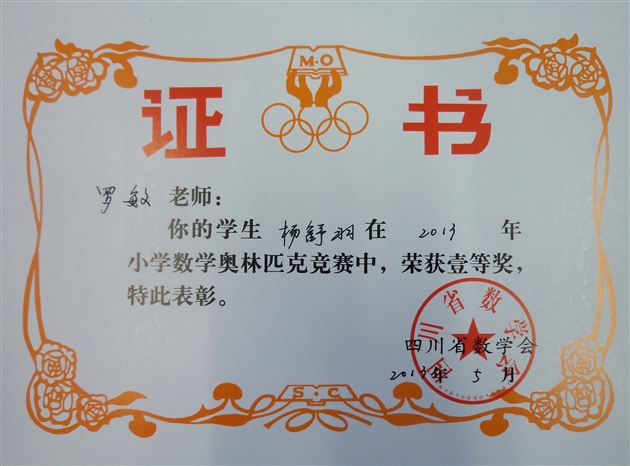 M·O
证 书
罗敏 老师：
你的学生 杨舒羽 在 2013 年
小学数学奥林匹克竞赛中，荣获壹等奖，
特此表彰。
四川省数学会
四川省数学会
2013年 5 月
S·C